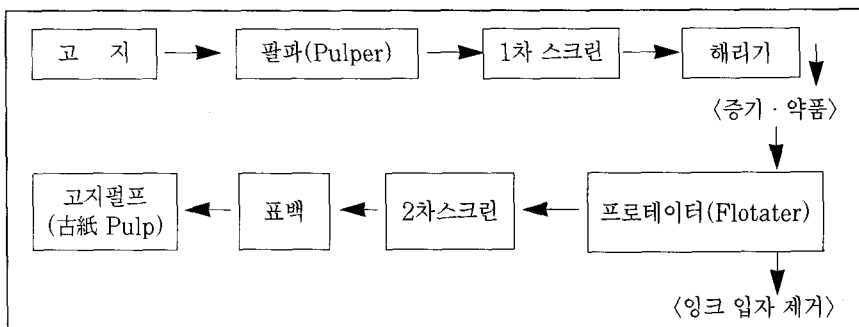 고 지
팔파(Pulper)
1차 스크린
해리기
〈증기 · 약품〉
고지펄프
(古紙 Pulp)
표백
2차스크린
프로테이터(Flotater)
〈잉크 입자 제거〉